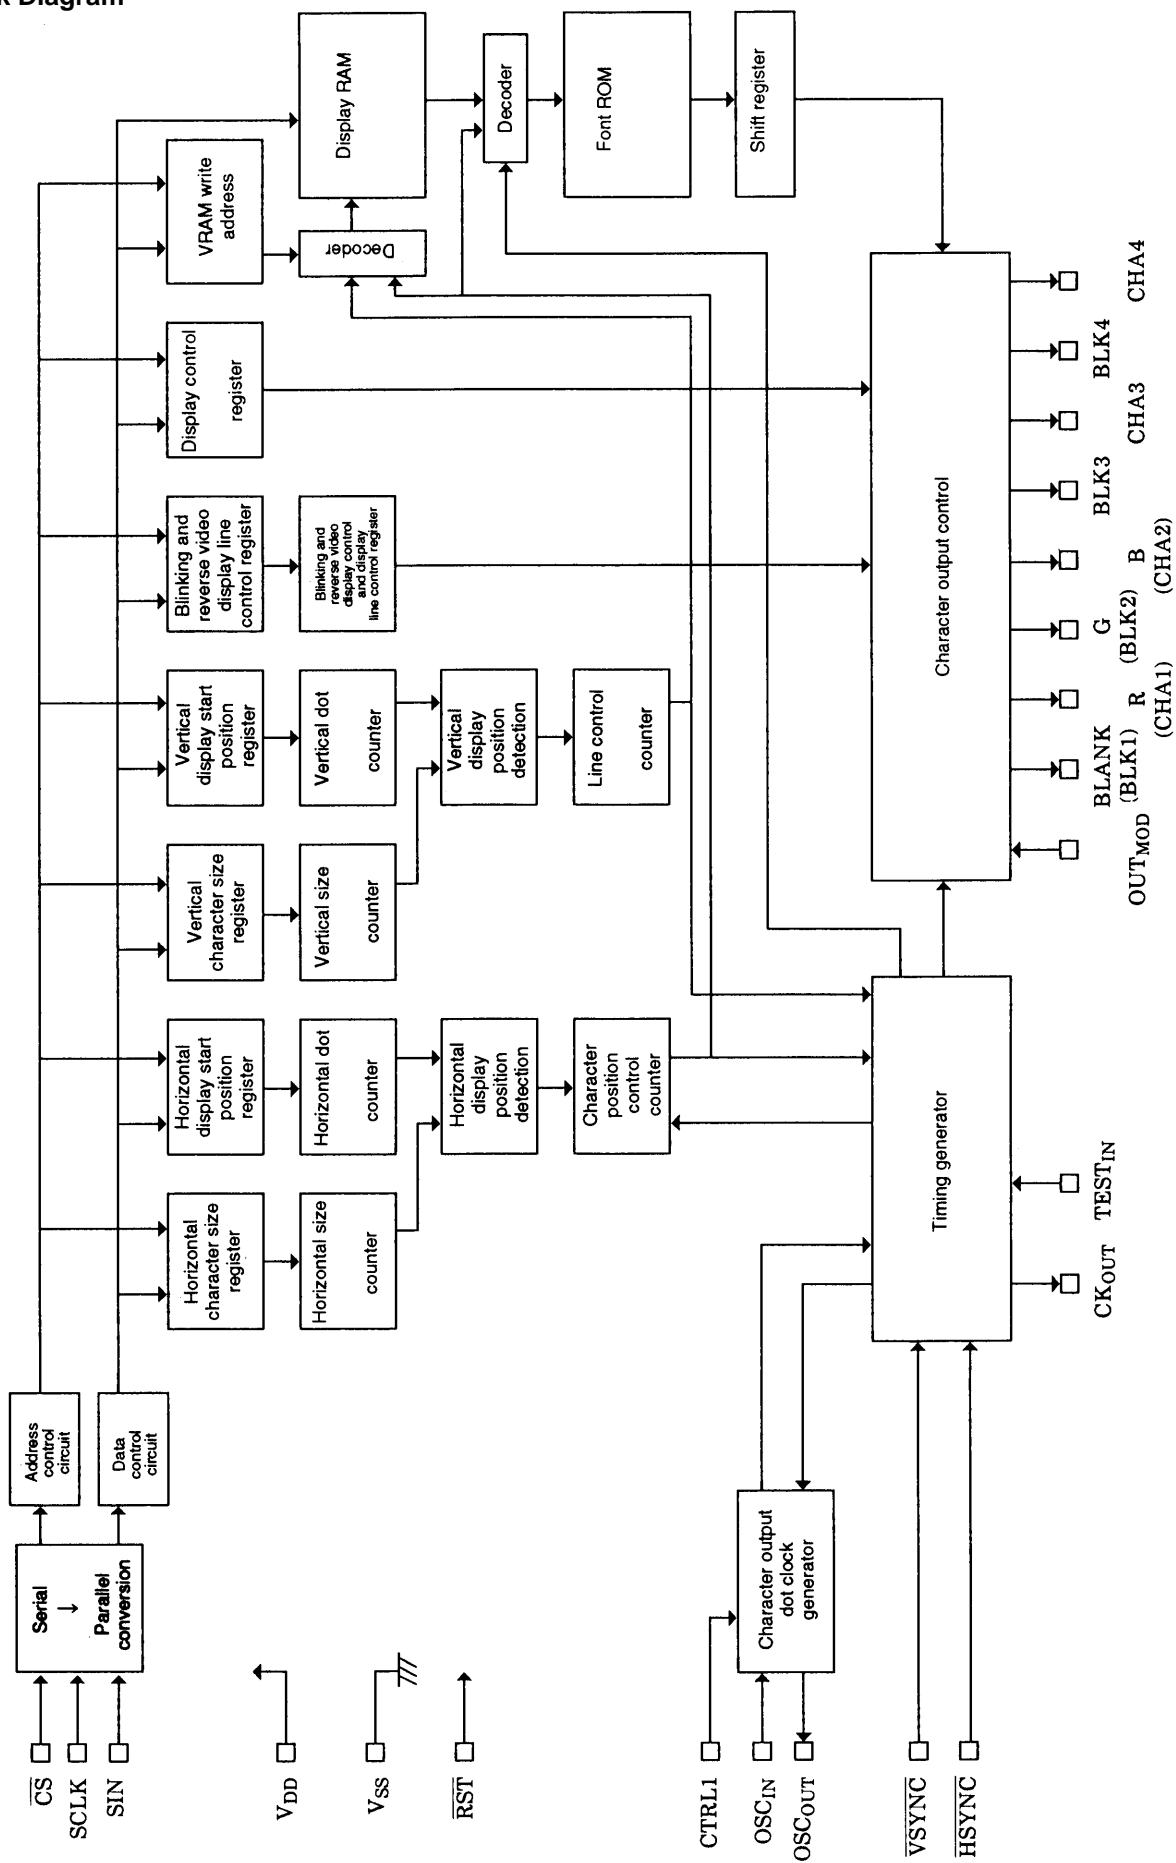 k Diagram
Display RAM
Decoder
Font ROM
Shift register
VRAM write
address
Decoder
Display control
register
Blinking and
reverse video
display line
control register
Blinking and
reverse video
display control
and display
line control register
Vertical
display start
position
register
Vertical dot
counter
Vertical
display
position
detection
Line control
counter
Vertical
character size
register
Vertical size
counter
Horizontal
display start
position
register
Horizontal dot
counter
Horizontal
display
position
detection
Character
position
control
counter
Horizontal
character size
register
Horizontal size
counter
Address
control
circuit
Data
control
circuit
Serial
↓
Parallel
conversion
Character output control
Timing generator
Character output
dot clock
generator
CS
SCLK
SIN
VDD
VSS
RST
CTRL1
OSCIN
OSCOUT
VSYNC
HSYNC
CKOUT
TESTIN
OUTMOD
BLANK
(BLK1)
R
(CHA1)
G
(BLK2)
B
(CHA2)
BLK3
CHA3
BLK4
CHA4